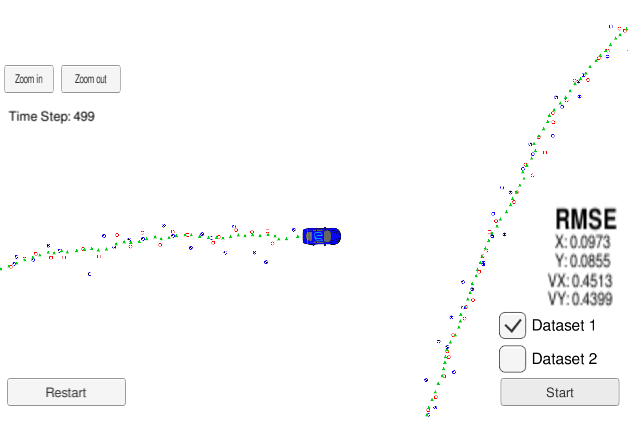 Zoom in
Zoom out
Time Step: 499
RMSE
X: 0.0973
Y: 0.0855
VX: 0.4513
VY: 0.4399
Dataset 1
Dataset 2
Restart
Start